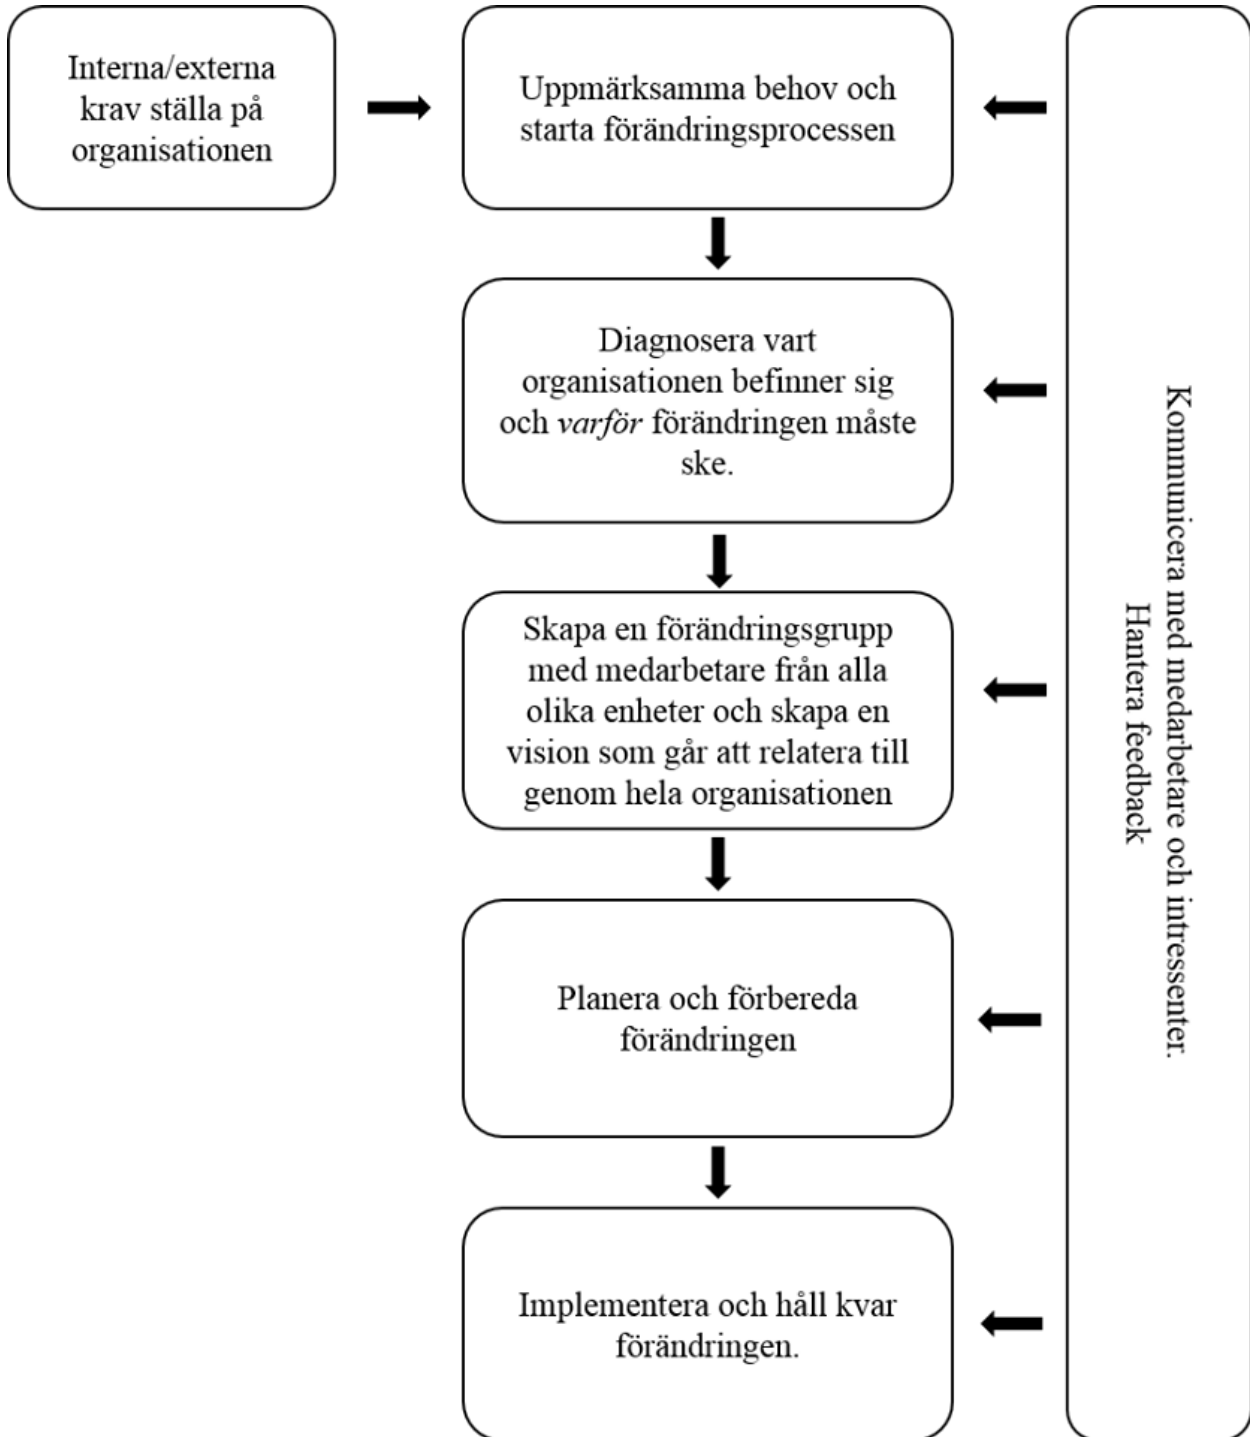 Interna/externa
krav ställa på
organisationen
Uppmärksamma behov och
starta förändringsprocessen
Diagnosera vart
organisationen befinner sig
och varför förändringen måste
ske.
Skapa en förändringsgrupp
med medarbetare från alla
olika enheter och skapa en
vision som går att relatera till
genom hela organisationen
Planera och förbereda
förändringen
Implementera och håll kvar
förändringen.
Kommunicera med medarbetare och intressenter.
Hantera feedback